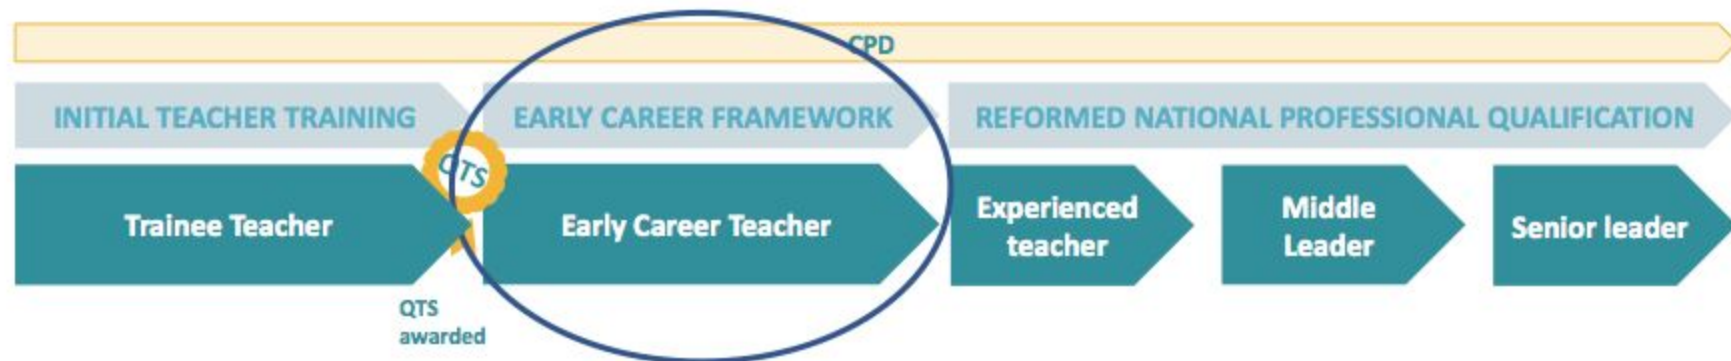 CPD
INITIAL TEACHER TRAINING
EARLY CAREER FRAMEWORK
REFORMED NATIONAL PROFESSIONAL QUALIFICATION
QTS
Trainee Teacher
Early Career Teacher
Experienced
teacher
Middle
Leader
Senior leader
QTS
awarded